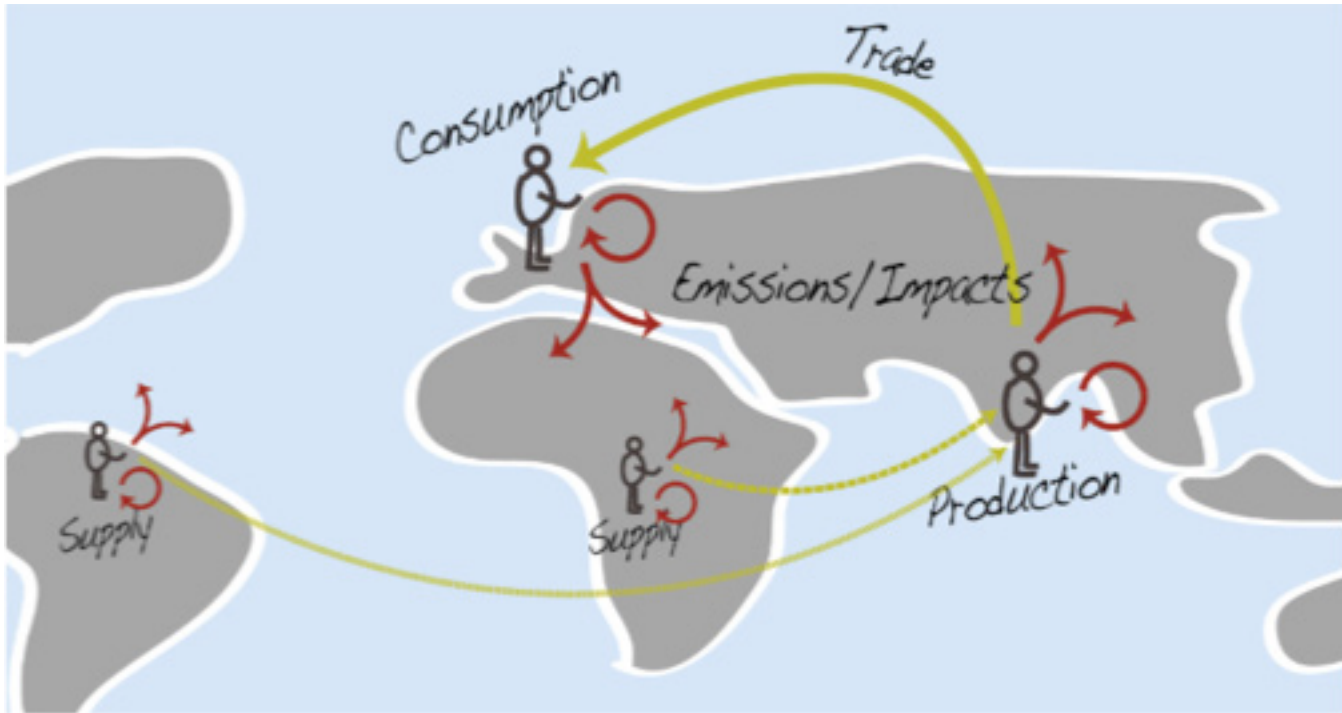 Trade
Consumption
Emissions/Impacts
Supply
Supply
Production